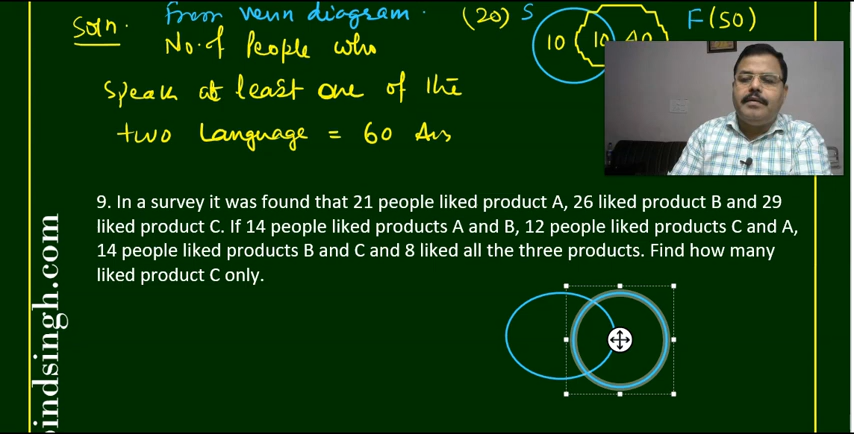 Soln. From venn diagram. (20) S F(50)
No. of People who 10 10 40
Speak at least one of the
two Language = 60 Ans
9. In a survey it was found that 21 people liked product A, 26 liked product B and 29
liked product C. If 14 people liked products A and B, 12 people liked products C and A,
14 people liked products B and C and 8 liked all the three products. Find how many
liked product C only.
indsingh.com